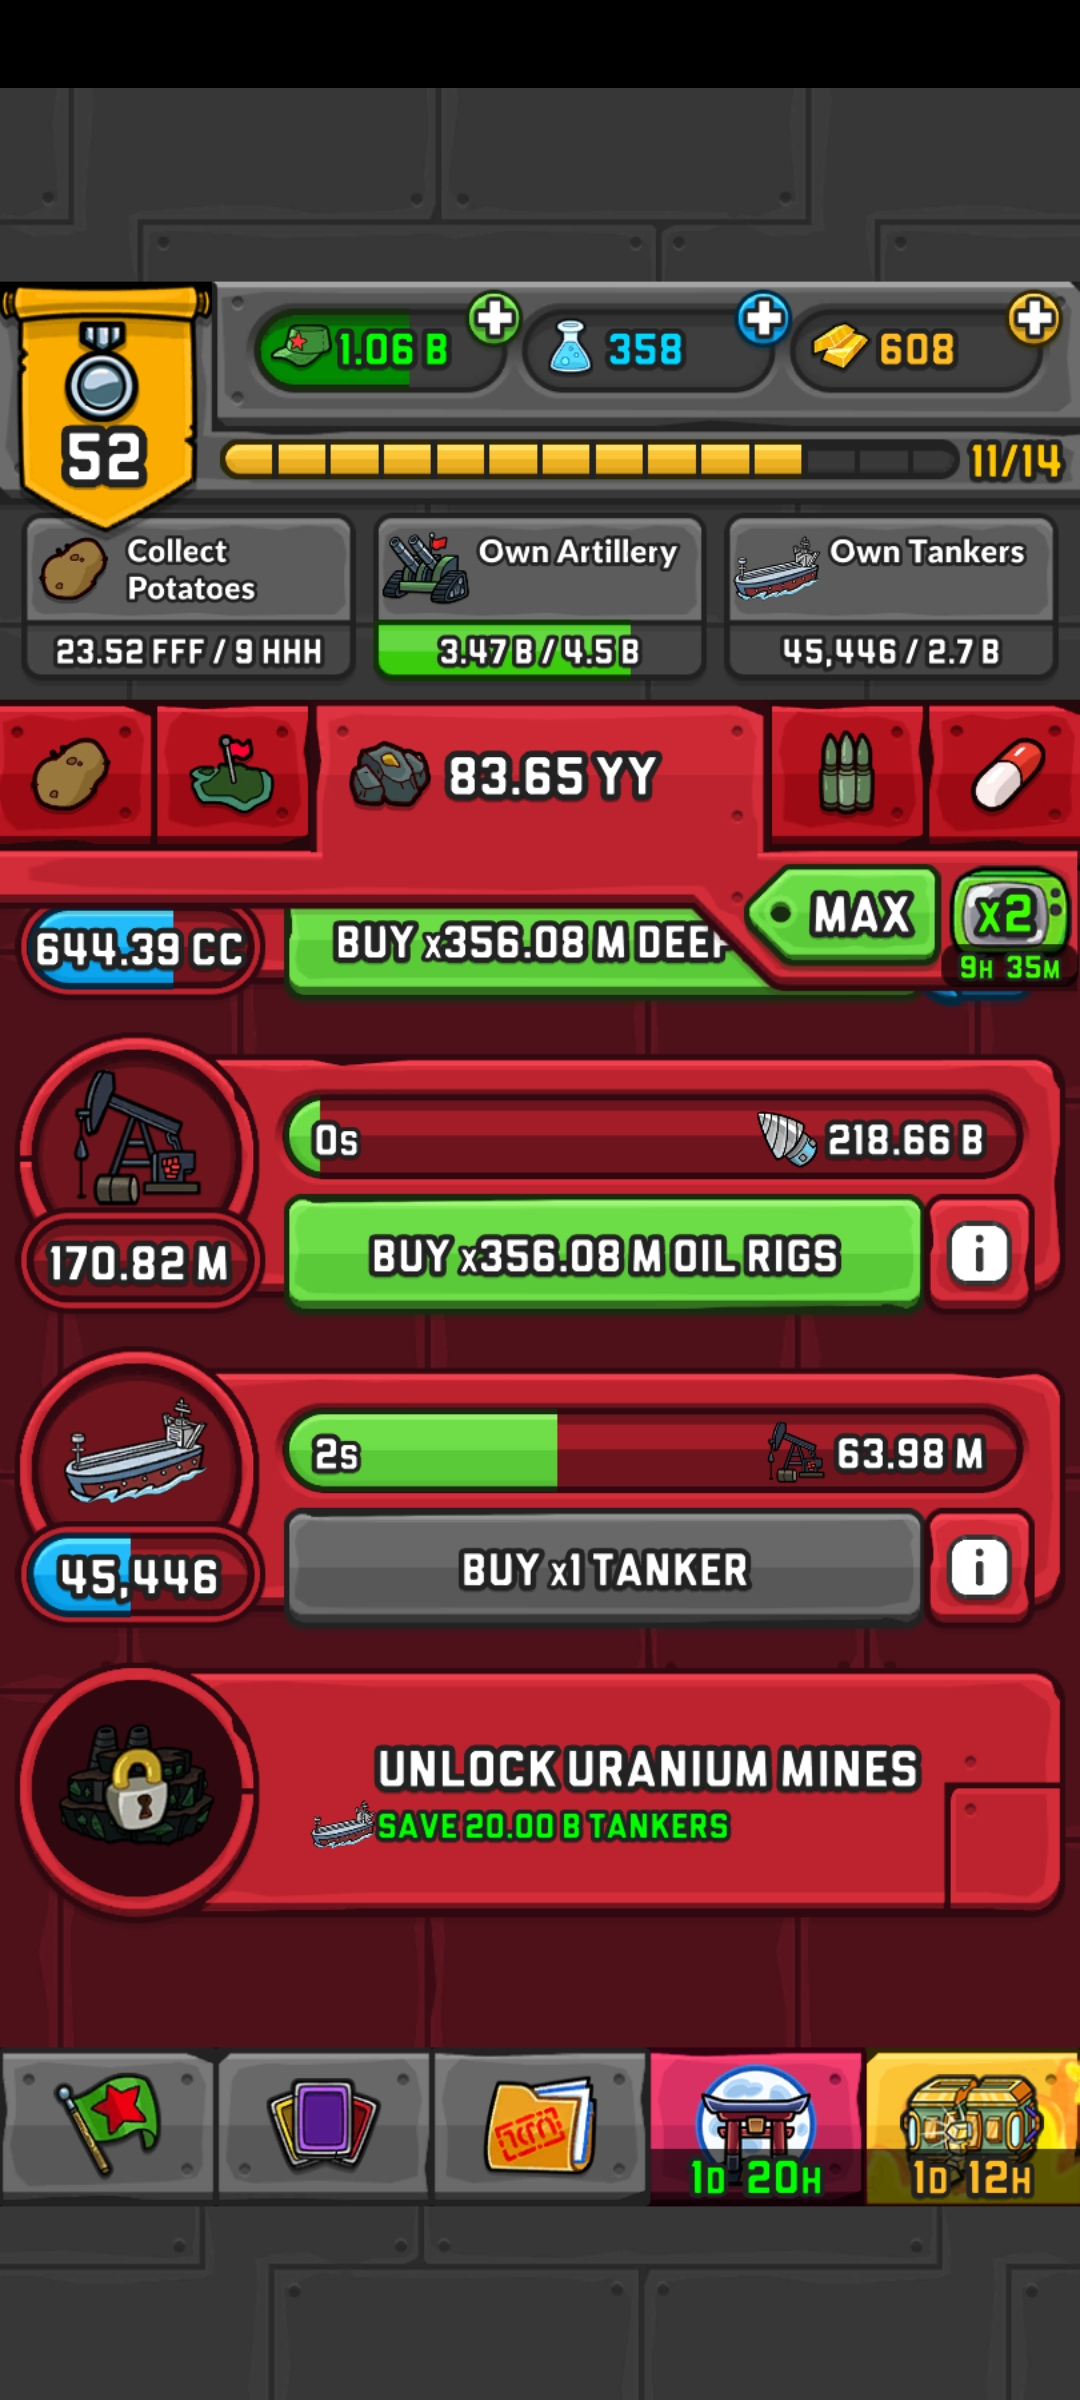 1.06 B
358
608
52
11/14
Collect
Potatoes
Own Artillery
Own Tankers
23.52 FFF / 9 HHH
3.47 B / 4.5 B
45,446 / 2.7 B
83.65 YY
MAX
x2
9H 35M
644.39 CC
BUY x356.08 M DEEP
0s
218.66 B
170.82 M
BUY x356.08 M OIL RIGS
i
2s
63.98 M
45,446
BUY x1 TANKER
i
UNLOCK URANIUM MINES
SAVE 20.00 B TANKERS
1D 20H
1D 12H